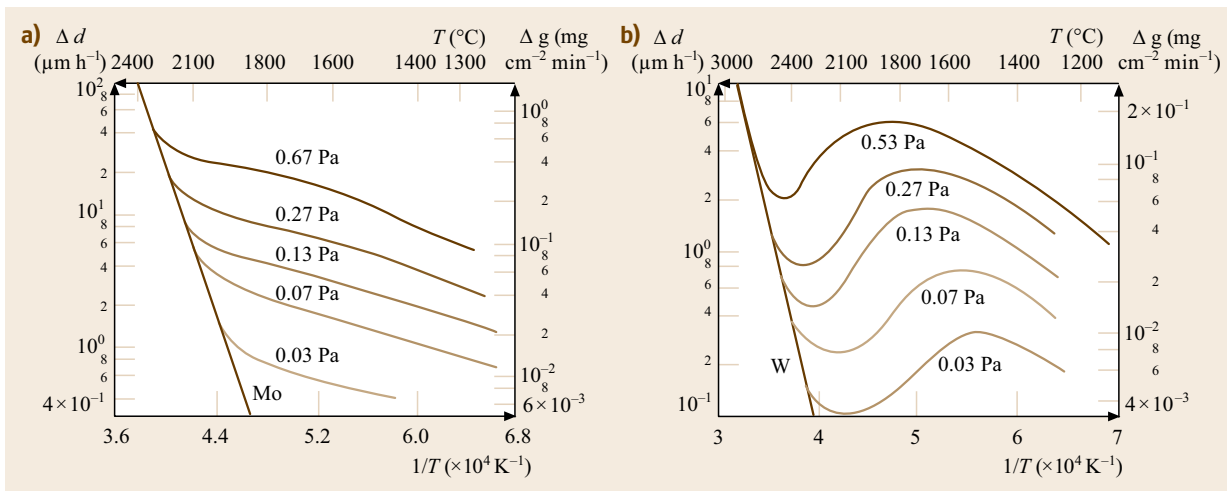 a) Δ d T (°C) Δ g (mg
(µm h⁻¹) 2400 2100 1800 1600 1400 1300 cm⁻² min⁻¹)
10²
8
6
4
2
10¹
8
6
4
2
10⁰
8
6
4×10⁻¹
0.67 Pa
0.27 Pa
0.13 Pa
0.07 Pa
0.03 Pa
Mo
10⁰
8
6
4
2
10⁻¹
8
6
4
2
10⁻²
8
6×10⁻³
3.6 4.4 5.2 6.0 6.8
1/T (×10⁴ K⁻¹)
b) Δ d T (°C) Δ g (mg
(µm h⁻¹) 3000 2400 2100 1800 1600 1400 1200 cm⁻² min⁻¹)
10¹
8
6
4
2
10⁰
8
6
4
2
10⁻¹
0.53 Pa
0.27 Pa
0.13 Pa
0.07 Pa
0.03 Pa
W
2×10⁻¹
10⁻¹
8
6
4
2
10⁻²
8
6
4×10⁻³
3 4 5 6 7
1/T (×10⁴ K⁻¹)